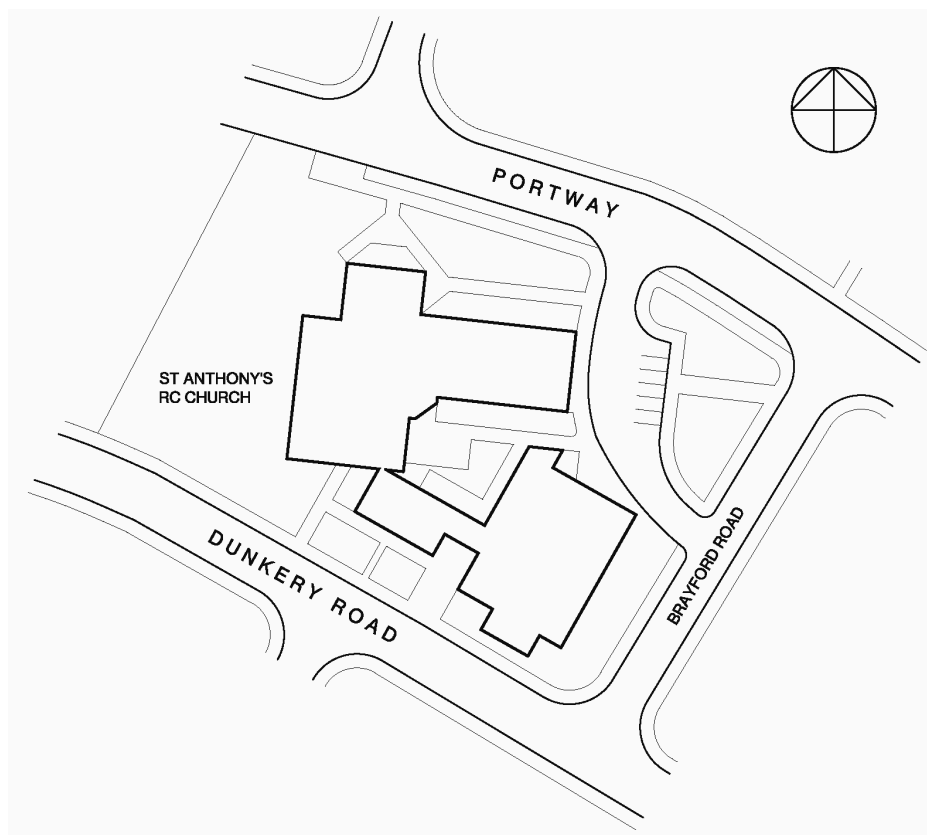 PORTWAY
ST ANTHONY'S
RC CHURCH
DUNKERY ROAD
BRAYFORD ROAD